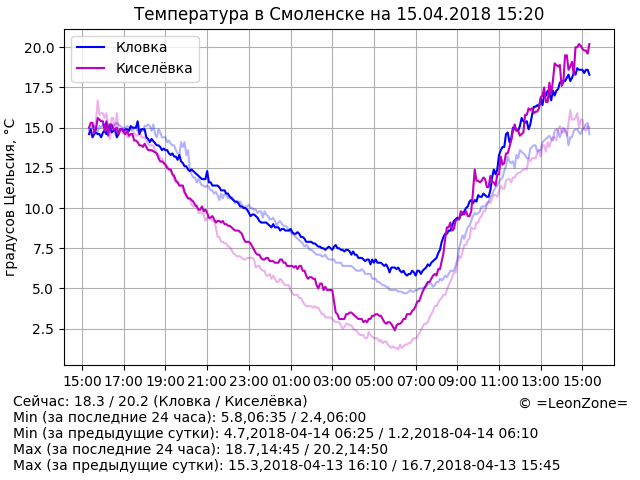 Температура в Смоленске на 15.04.2018 15:20
Кловка
Киселёвка
градусов Цельсия, °C
20.0
17.5
15.0
12.5
10.0
7.5
5.0
2.5
15:00 17:00 19:00 21:00 23:00 01:00 03:00 05:00 07:00 09:00 11:00 13:00 15:00
Сейчас: 18.3 / 20.2 (Кловка / Киселёвка)
© =LeonZone=
Min (за последние 24 часа): 5.8,06:35 / 2.4,06:00
Min (за предыдущие сутки): 4.7,2018-04-14 06:25 / 1.2,2018-04-14 06:10
Max (за последние 24 часа): 18.7,14:45 / 20.2,14:50
Max (за предыдущие сутки): 15.3,2018-04-13 16:10 / 16.7,2018-04-13 15:45